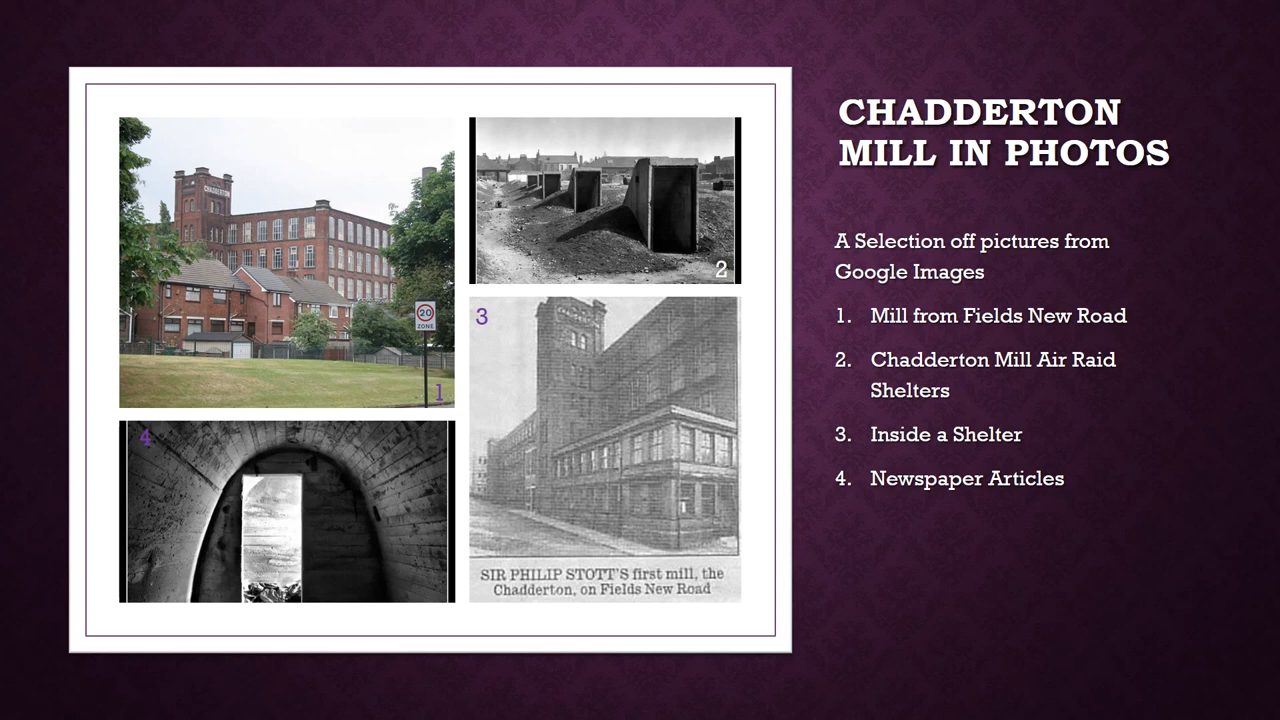 CHADDERTON
MILL IN PHOTOS
A Selection off pictures from
Google Images
1. Mill from Fields New Road
2. Chadderton Mill Air Raid
Shelters
3. Inside a Shelter
4. Newspaper Articles
CHADDERTON
20
ZONE
1
2
3
SIR PHILIP STOTT'S first mill, the
Chadderton, on Fields New Road
4